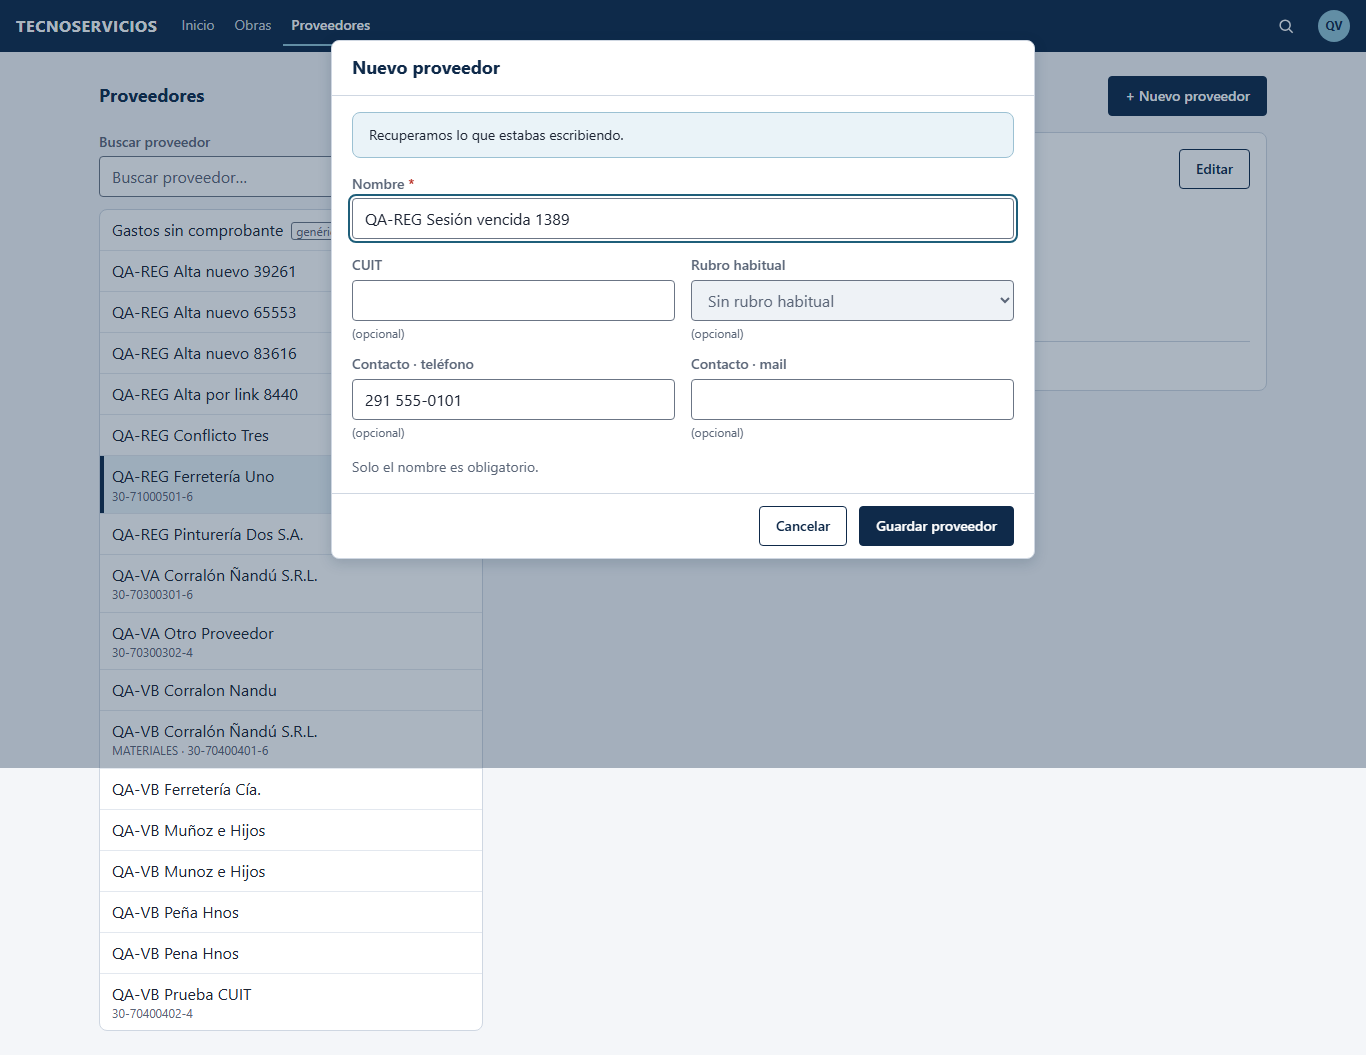 TECNOSERVICIOS Inicio Obras Proveedores QV
Proveedores
+ Nuevo proveedor
Buscar proveedor
Buscar proveedor...
Gastos sin comprobante
QA-REG Alta nuevo 39261
QA-REG Alta nuevo 65553
QA-REG Alta nuevo 83616
QA-REG Alta por link 8440
QA-REG Conflicto Tres
QA-REG Ferretería Uno
30-71000501-6
QA-REG Pinturería Dos S.A.
QA-VA Corralón Ñandú S.R.L.
30-70300301-6
QA-VA Otro Proveedor
30-70300302-4
QA-VB Corralon Nandu
QA-VB Corralón Ñandú S.R.L.
MATERIALES · 30-70400401-6
QA-VB Ferretería Cía.
QA-VB Muñoz e Hijos
QA-VB Munoz e Hijos
QA-VB Peña Hnos
QA-VB Pena Hnos
QA-VB Prueba CUIT
30-70400402-4
Editar
Nuevo proveedor
Recuperamos lo que estabas escribiendo.
Nombre *
QA-REG Sesión vencida 1389
CUIT
(opcional)
Rubro habitual
Sin rubro habitual
(opcional)
Contacto · teléfono
291 555-0101
(opcional)
Contacto · mail
(opcional)
Solo el nombre es obligatorio.
Cancelar
Guardar proveedor